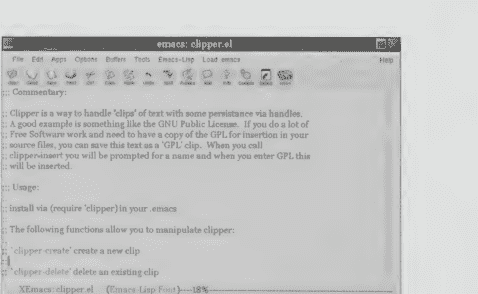 emacs: clipper.el
File Edit Apps Options Buffers Tools Emacs-Lisp Load emacs Help
;;; Commentary:
;; Clipper is a way to handle 'clips' of text with some persistance via handles.
;; A good example is something like the GNU Public License. If you do a lot of
;; Free Software work and need to have a copy of the GPL for insertion in your
;; source files, you can save this text as a 'GPL' clip. When you call
;; clipper-insert you will be prompted for a name and when you enter GPL this
;; will be inserted.
;;; Usage:
;; install via (require 'clipper) in your .emacs
;; The following functions allow you to manipulate clipper:
;; `clipper-create' create a new clip
;;
;; `clipper-delete' delete an existing clip
XEmacs: clipper.el (Emacs-Lisp Font)----18%